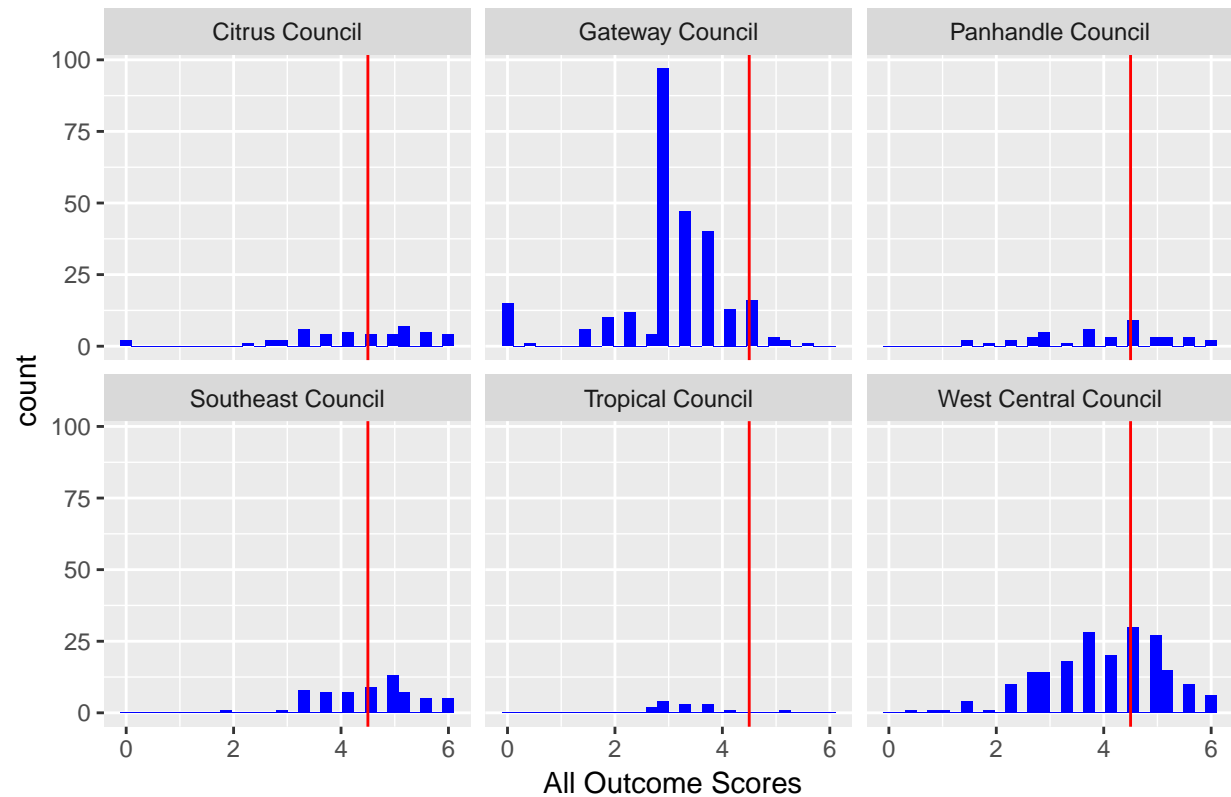 Citrus Council Gateway Council Panhandle Council
100
75
50
25
0
Southeast Council Tropical Council West Central Council
100
75
50
25
0
0 2 4 6 0 2 4 6 0 2 4 6
count
All Outcome Scores